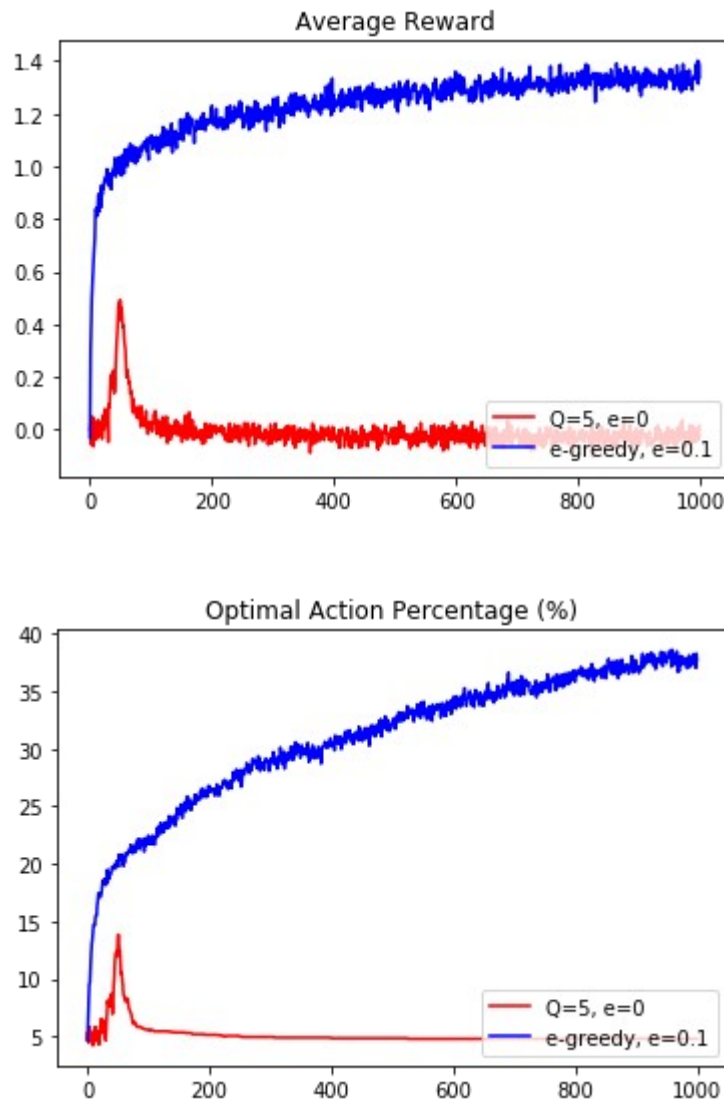 Average Reward
1.4
1.2
1.0
0.8
0.6
0.4
0.2
0.0
Q=5, e=0
e-greedy, e=0.1
0 200 400 600 800 1000
Optimal Action Percentage (%)
40
35
30
25
20
15
10
5
Q=5, e=0
e-greedy, e=0.1
0 200 400 600 800 1000